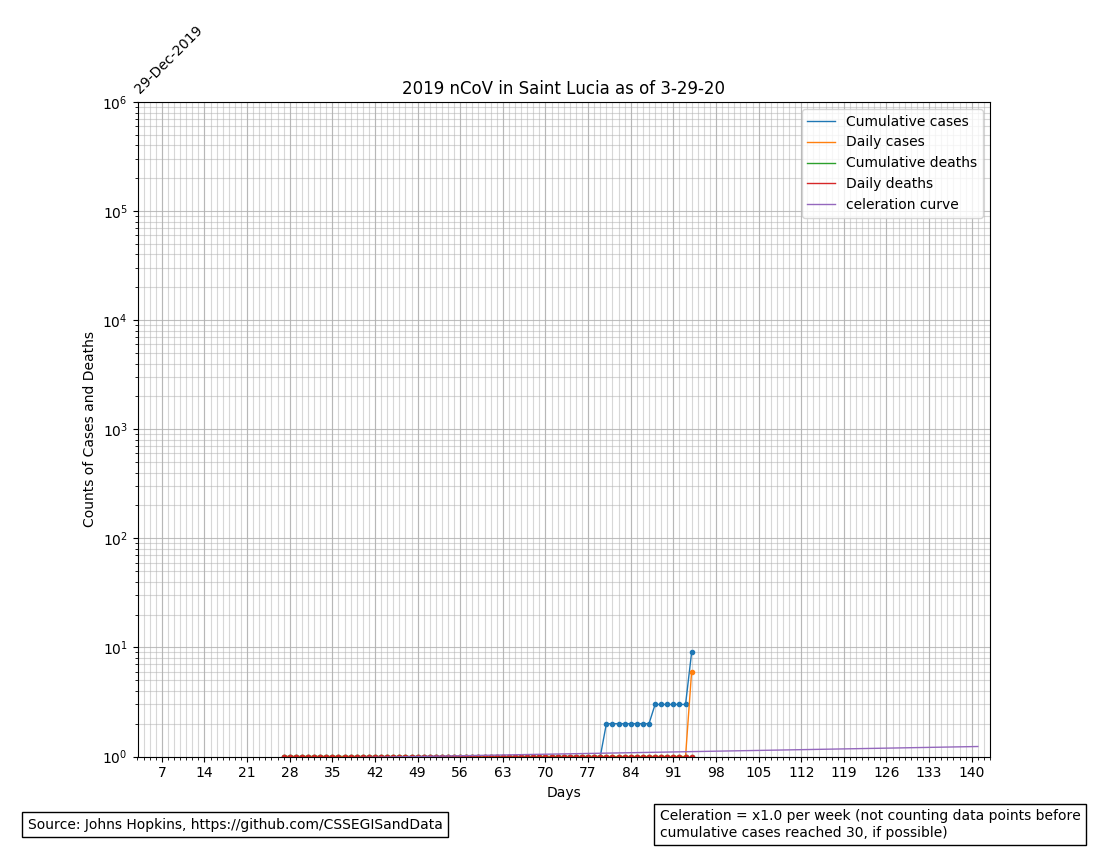 29-Dec-2019
2019 nCoV in Saint Lucia as of 3-29-20
Cumulative cases
Daily cases
Cumulative deaths
Daily deaths
celeration curve
10^6
10^5
10^4
10^3
10^2
10^1
10^0
Counts of Cases and Deaths
7 14 21 28 35 42 49 56 63 70 77 84 91 98 105 112 119 126 133 140
Days
Source: Johns Hopkins, https://github.com/CSSEGISandData
Celeration = x1.0 per week (not counting data points before
cumulative cases reached 30, if possible)